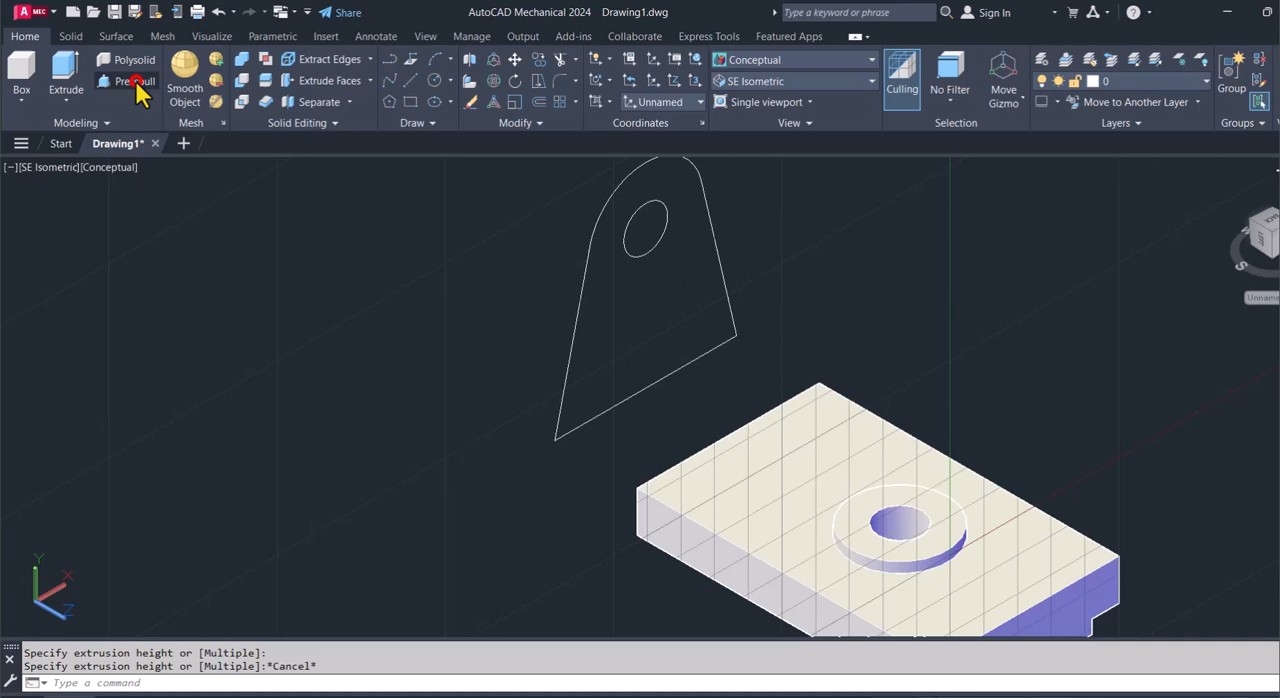 MEC Share AutoCAD Mechanical 2024 Drawing1.dwg Type a keyword or phrase Sign In
Home Solid Surface Mesh Visualize Parametric Insert Annotate View Manage Output Add-ins Collaborate Express Tools Featured Apps
Polysolid Extract Edges Conceptual
Box Extrude Smooth Object Extrude Faces SE Isometric Culling No Filter Move Gizmo 0 Group
Separate Unnamed Single viewport Move to Another Layer
Modeling Mesh Solid Editing Draw Modify Coordinates View Selection Layers Groups
Start Drawing1*
[−][SE Isometric][Conceptual]
LEFT
S
Unnam
Y
X
Z
Specify extrusion height or [Multiple]:
Specify extrusion height or [Multiple]:*Cancel*
Type a command